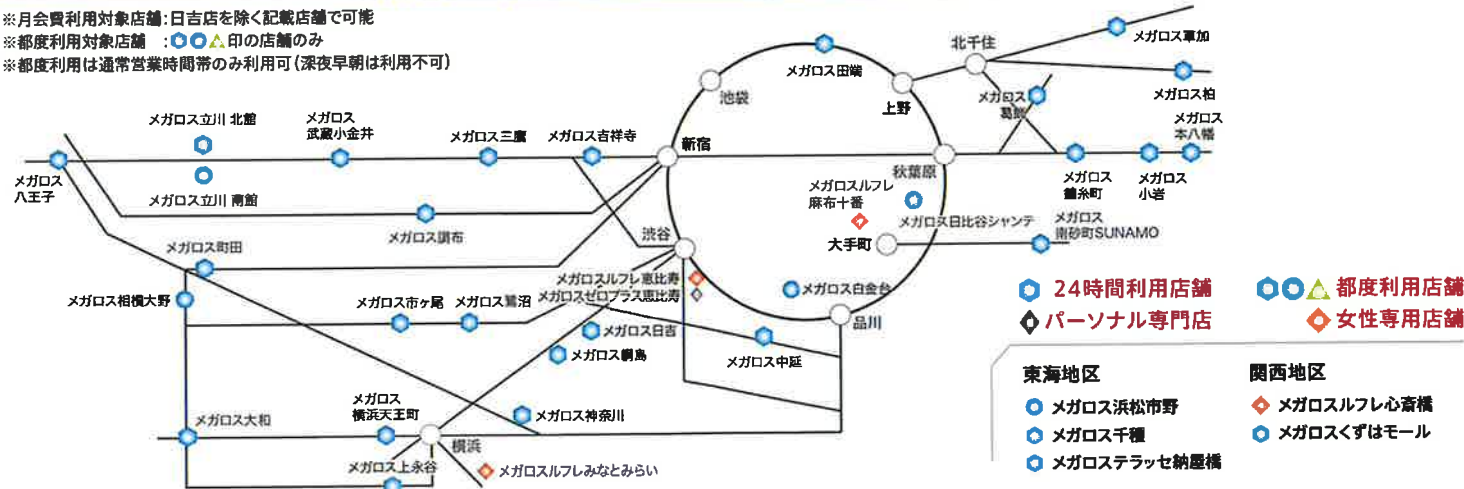 ※月会費利用対象店舗:日吉店を除く記載店舗で可能
※都度利用対象店舗 :印の店舗のみ
※都度利用は通常営業時間帯のみ利用可(深夜早朝は利用不可)
北千住
メガロス草加
メガロス田端
池袋
上野
メガロス
葛飾
メガロス柏
メガロス
本八幡
メガロス立川 北館
メガロス
武蔵小金井
メガロス三鷹
メガロス吉祥寺
新宿
秋葉原
メガロス
八王子
メガロス立川 南館
メガロス
錦糸町
メガロス
小岩
メガロスルフレ
麻布十番
メガロス日比谷シャンテ
メガロス
南砂町SUNAMO
メガロス調布
渋谷
大手町
メガロス町田
メガロスルフレ恵比寿
メガロスゼロプラス恵比寿
メガロス白金台
メガロス相模大野
メガロス市ヶ尾
メガロス鷺沼
品川
メガロス日吉
メガロス綱島
メガロス中延
24時間利用店舗
都度利用店舗
パーソナル専門店
女性専用店舗
メガロス大和
メガロス
横浜天王町
メガロス神奈川
横浜
メガロス上永谷
メガロスルフレみなとみらい
東海地区
メガロス浜松市野
メガロス千種
メガロステラッセ納屋橋
関西地区
メガロスルフレ心斎橋
メガロスくずはモール